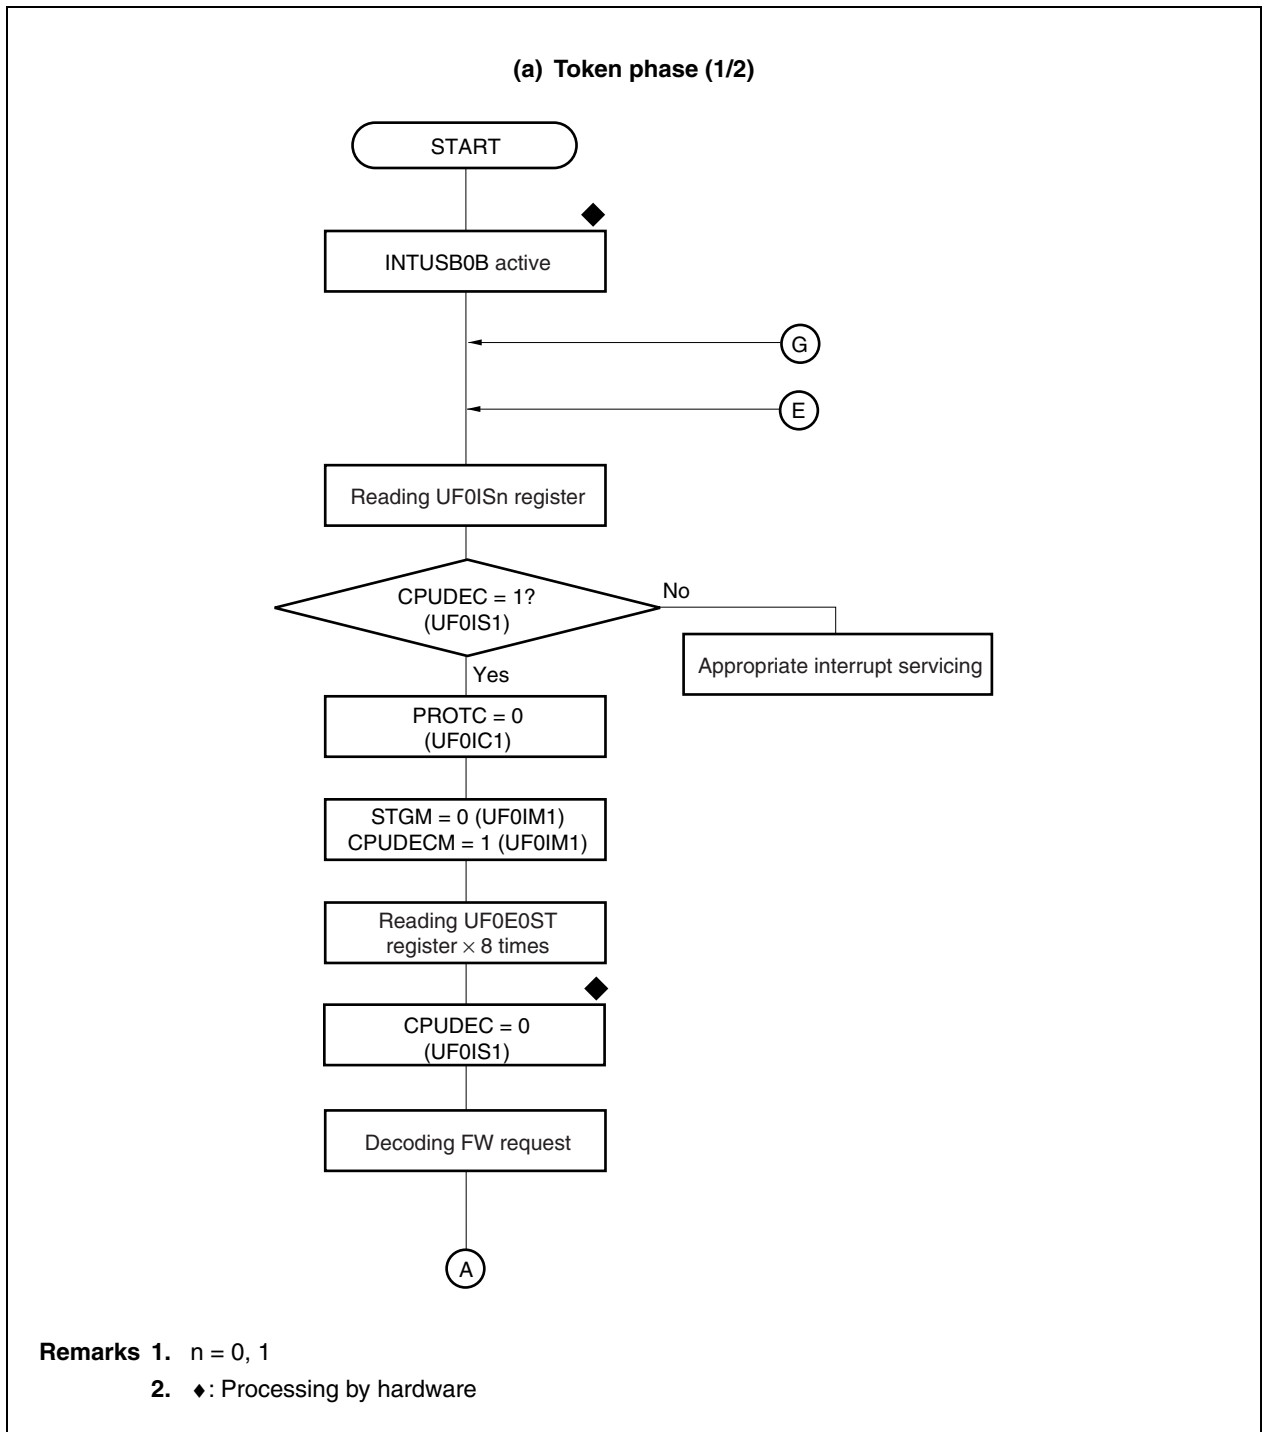 (a) Token phase (1/2)
START
INTUSB0B active
G
E
Reading UF0ISn register
CPUDEC = 1?
(UF0IS1)
No
Appropriate interrupt servicing
Yes
PROTC = 0
(UF0IC1)
STGM = 0 (UF0IM1)
CPUDECM = 1 (UF0IM1)
Reading UF0E0ST
register × 8 times
CPUDEC = 0
(UF0IS1)
Decoding FW request
A
Remarks 1. n = 0, 1
2. ♦: Processing by hardware